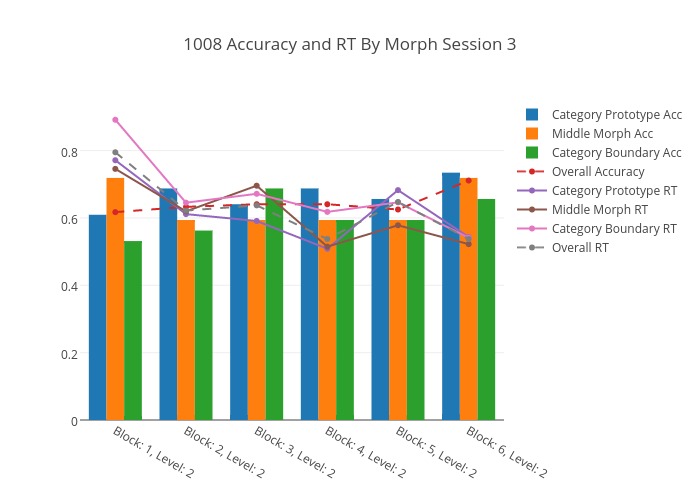 1008 Accuracy and RT By Morph Session 3
Category Prototype Acc
Middle Morph Acc
Category Boundary Acc
Overall Accuracy
Category Prototype RT
Middle Morph RT
Category Boundary RT
Overall RT
0.8
0.6
0.4
0.2
0
Block: 1, Level: 2
Block: 2, Level: 2
Block: 3, Level: 2
Block: 4, Level: 2
Block: 5, Level: 2
Block: 6, Level: 2